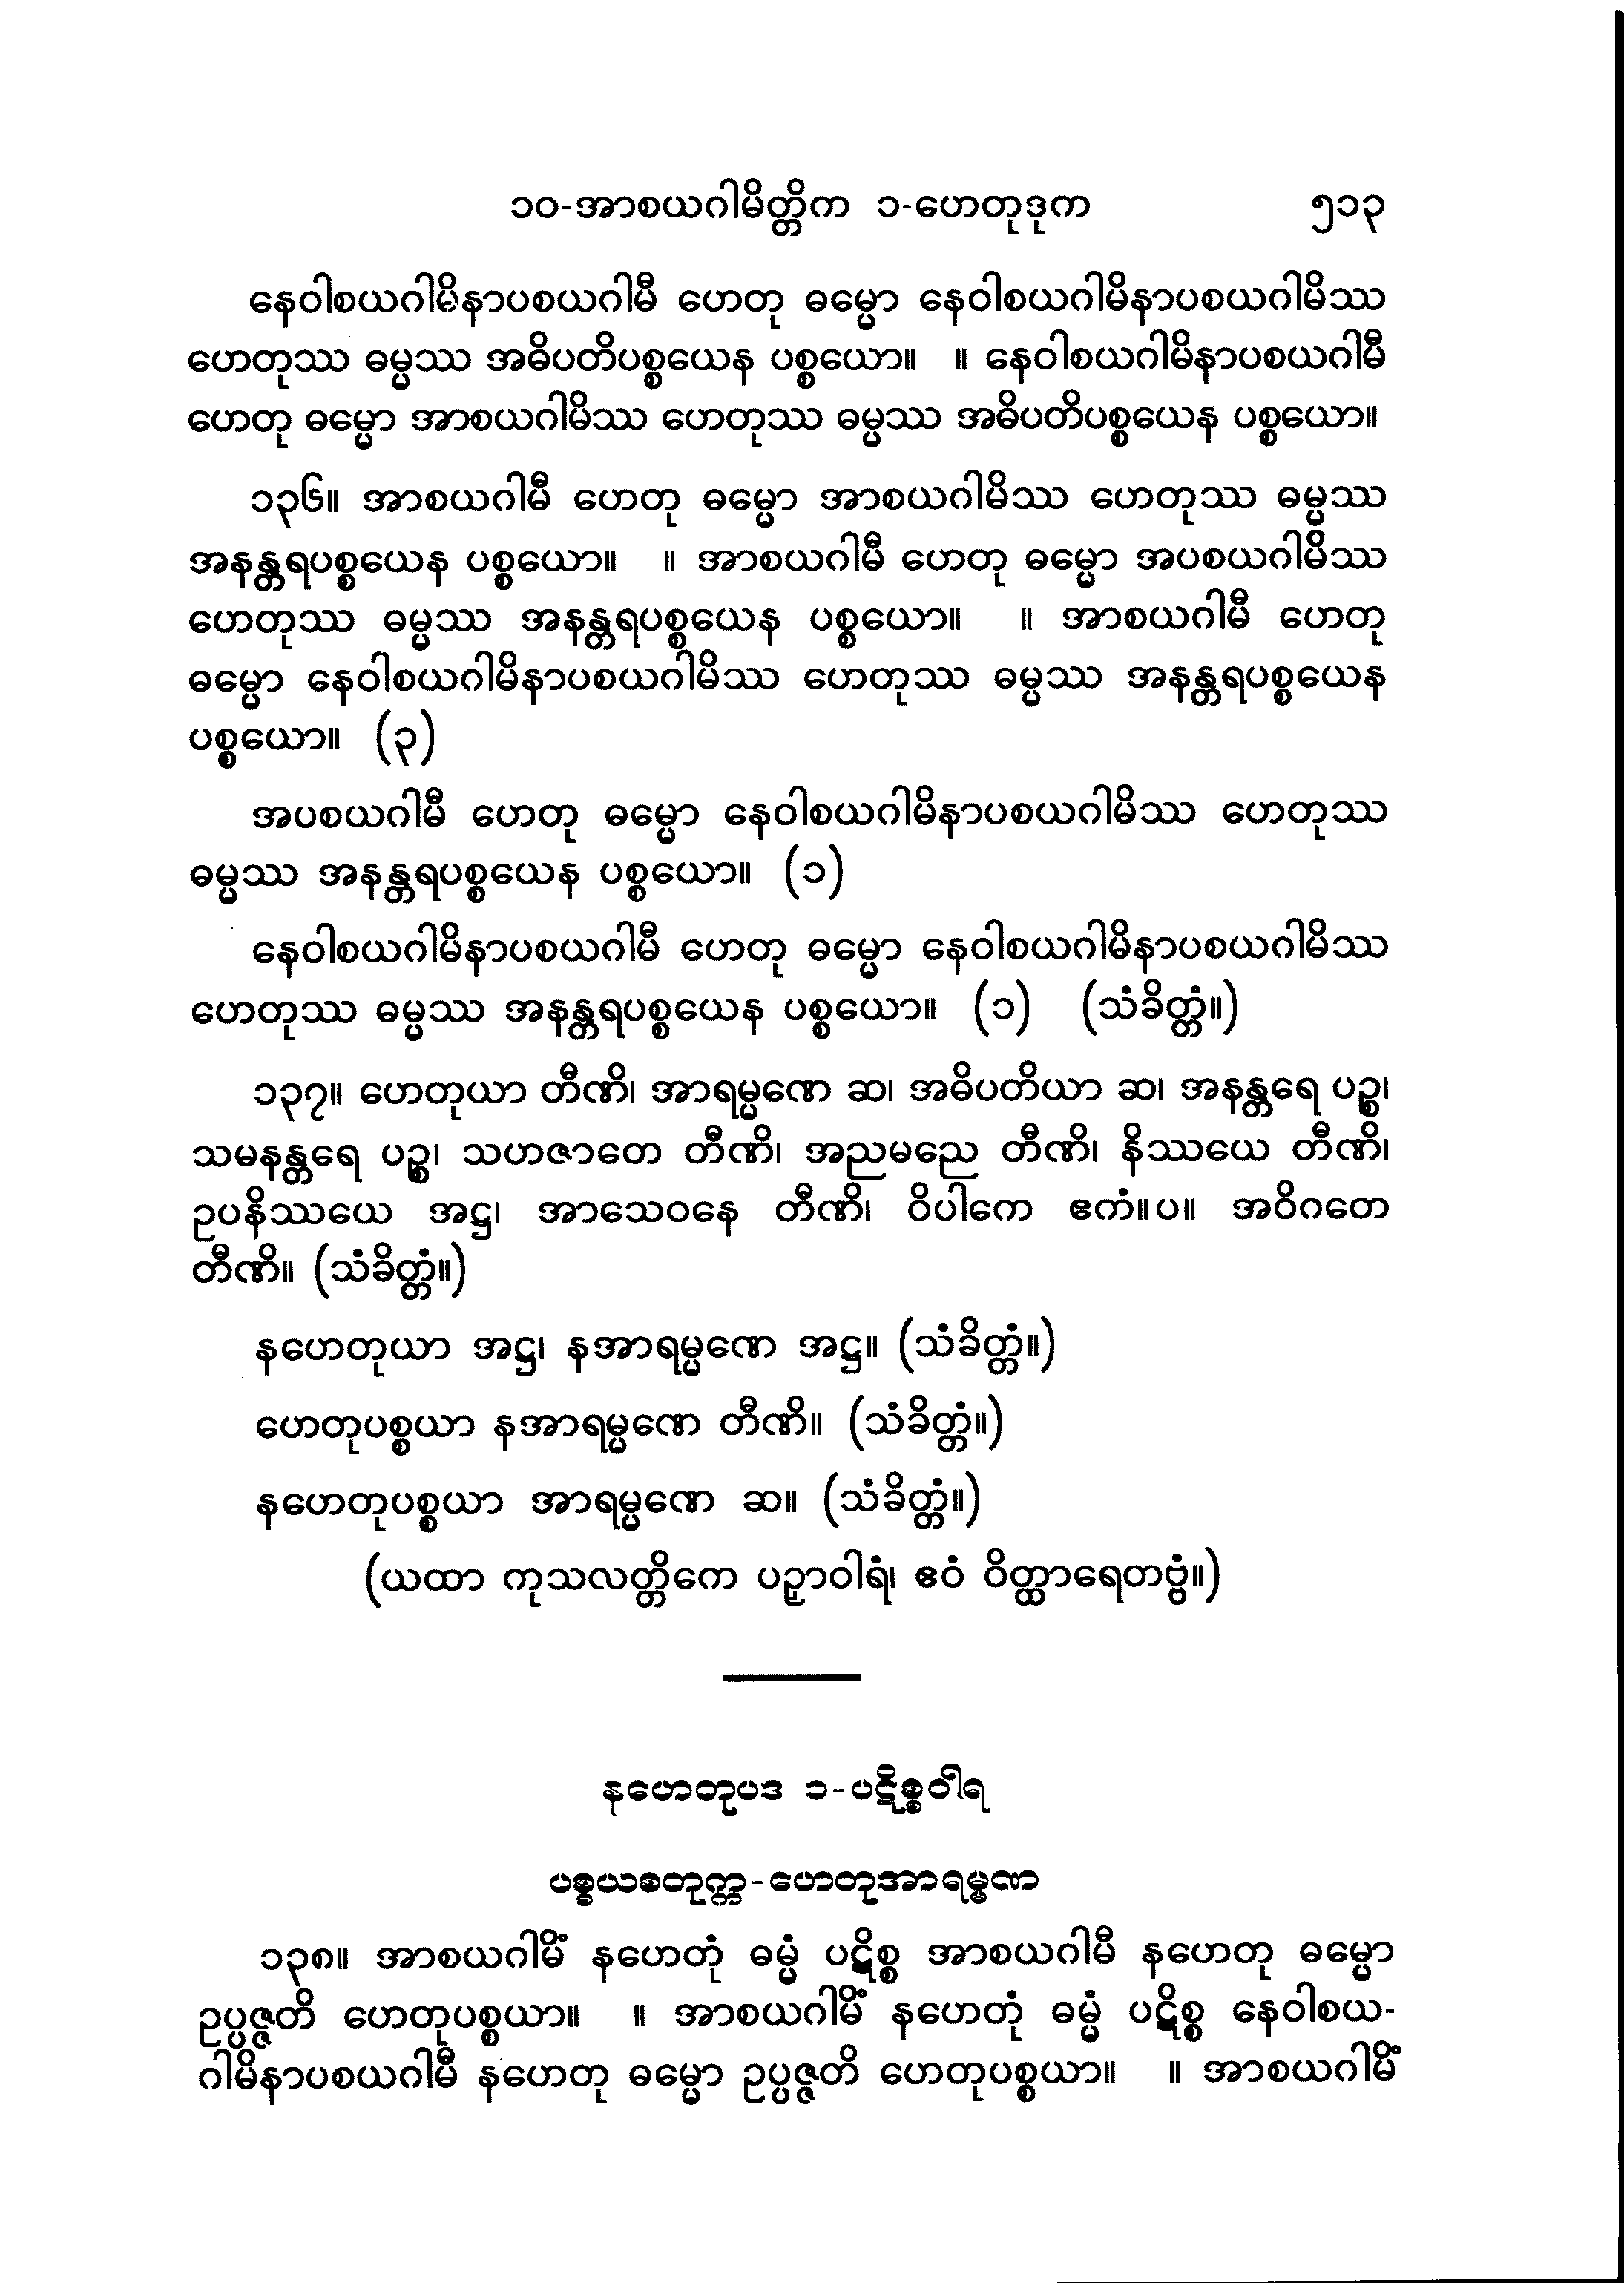 ၁၀-အာစယဂါမိတ္တိက ၁-ဟေတုဒုက ၅၁၃
နေဝါစယဂါမိနာပစယဂါမီ ဟေတု ဓမ္မော နေဝါစယဂါမိနာပစယဂါမိဿ
ဟေတုဿ ဓမ္မဿ အဓိပတိပစ္စယေန ပစ္စယော။ ။ နေဝါစယဂါမိနာပစယဂါမီ
ဟေတု ဓမ္မော အာစယဂါမိဿ ဟေတုဿ ဓမ္မဿ အဓိပတိပစ္စယေန ပစ္စယော။
၁၃၆။ အာစယဂါမီ ဟေတု ဓမ္မော အာစယဂါမိဿ ဟေတုဿ ဓမ္မဿ
အနန္တရပစ္စယေန ပစ္စယော။ ။ အာစယဂါမီ ဟေတု ဓမ္မော အပစယဂါမိဿ
ဟေတုဿ ဓမ္မဿ အနန္တရပစ္စယေန ပစ္စယော။ ။ အာစယဂါမီ ဟေတု
ဓမ္မော နေဝါစယဂါမိနာပစယဂါမိဿ ဟေတုဿ ဓမ္မဿ အနန္တရပစ္စယေန
ပစ္စယော။ (၃)
အပစယဂါမီ ဟေတု ဓမ္မော နေဝါစယဂါမိနာပစယဂါမိဿ ဟေတုဿ
ဓမ္မဿ အနန္တရပစ္စယေန ပစ္စယော။ (၁)
နေဝါစယဂါမိနာပစယဂါမီ ဟေတု ဓမ္မော နေဝါစယဂါမိနာပစယဂါမိဿ
ဟေတုဿ ဓမ္မဿ အနန္တရပစ္စယေန ပစ္စယော။ (၁) (သံခိတ္တံ။)
၁၃၇။ ဟေတုယာ တီဏိ၊ အာရမ္မဏေ ဆ၊ အဓိပတိယာ ဆ၊ အနန္တရေ ပဉ္စ၊
သမနန္တရေ ပဉ္စ၊ သဟဇာတေ တီဏိ၊ အညမညေ တီဏိ၊ နိဿယေ တီဏိ၊
ဥပနိဿယေ အဋ္ဌ၊ အာသေဝနေ တီဏိ၊ ဝိပါကေ ဧကံ။ပ။ အဝိဂတေ
တီဏိ။ (သံခိတ္တံ။)
နဟေတုယာ အဋ္ဌ၊ နအာရမ္မဏေ အဋ္ဌ။ (သံခိတ္တံ။)
ဟေတုပစ္စယာ နအာရမ္မဏေ တီဏိ။ (သံခိတ္တံ။)
နဟေတုပစ္စယာ အာရမ္မဏေ ဆ။ (သံခိတ္တံ။)
(ယထာ ကုသလတ္တိကေ ပဉှာဝါရံ၊ ဧဝံ ဝိတ္ထာရေတဗ္ဗံ။)
နဟေတုပဒ ၁-ပဋိစ္စဝါရ
ပစ္စယစတုက္က-ဟေတုအာရမ္မဏ
၁၃၈။ အာစယဂါမိံ နဟေတုံ ဓမ္မံ ပဋိစ္စ အာစယဂါမီ နဟေတု ဓမ္မော
ဥပ္ပဇ္ဇတိ ဟေတုပစ္စယာ။ ။ အာစယဂါမိံ နဟေတုံ ဓမ္မံ ပဋိစ္စ နေဝါစယ-
ဂါမိနာပစယဂါမီ နဟေတု ဓမ္မော ဥပ္ပဇ္ဇတိ ဟေတုပစ္စယာ။ ။ အာစယဂါမိံ